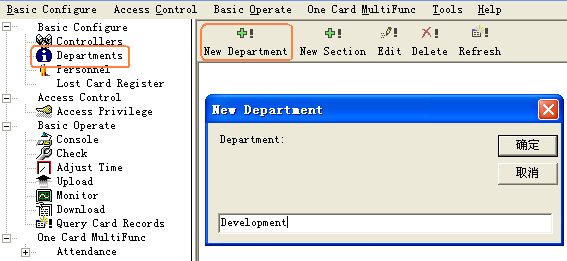 Basic Configure Access Control Basic Operate One Card MultiFunc Tools Help
Basic Configure
Controllers
Departments
Personnel
Lost Card Register
Access Control
Access Privilege
Basic Operate
Console
Check
Adjust Time
Upload
Monitor
Download
Query Card Records
One Card MultiFunc
Attendance
New Department New Section Edit Delete Refresh
New Department
Department:
确定
取消
Development